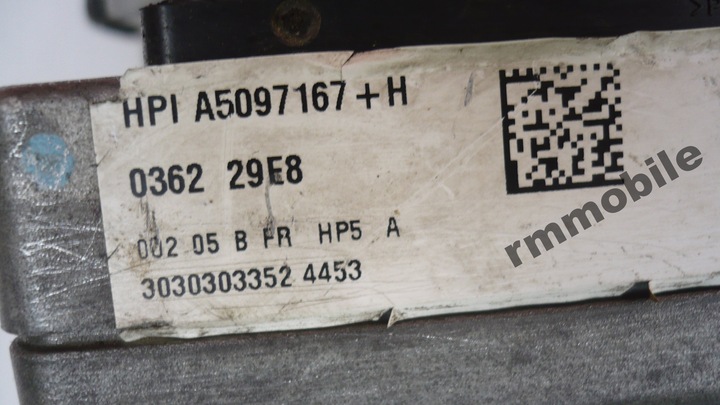 HPI A5097167+H
0362 29E8
002 05 B FR HP5 A
3030303352 4453
rmmobile